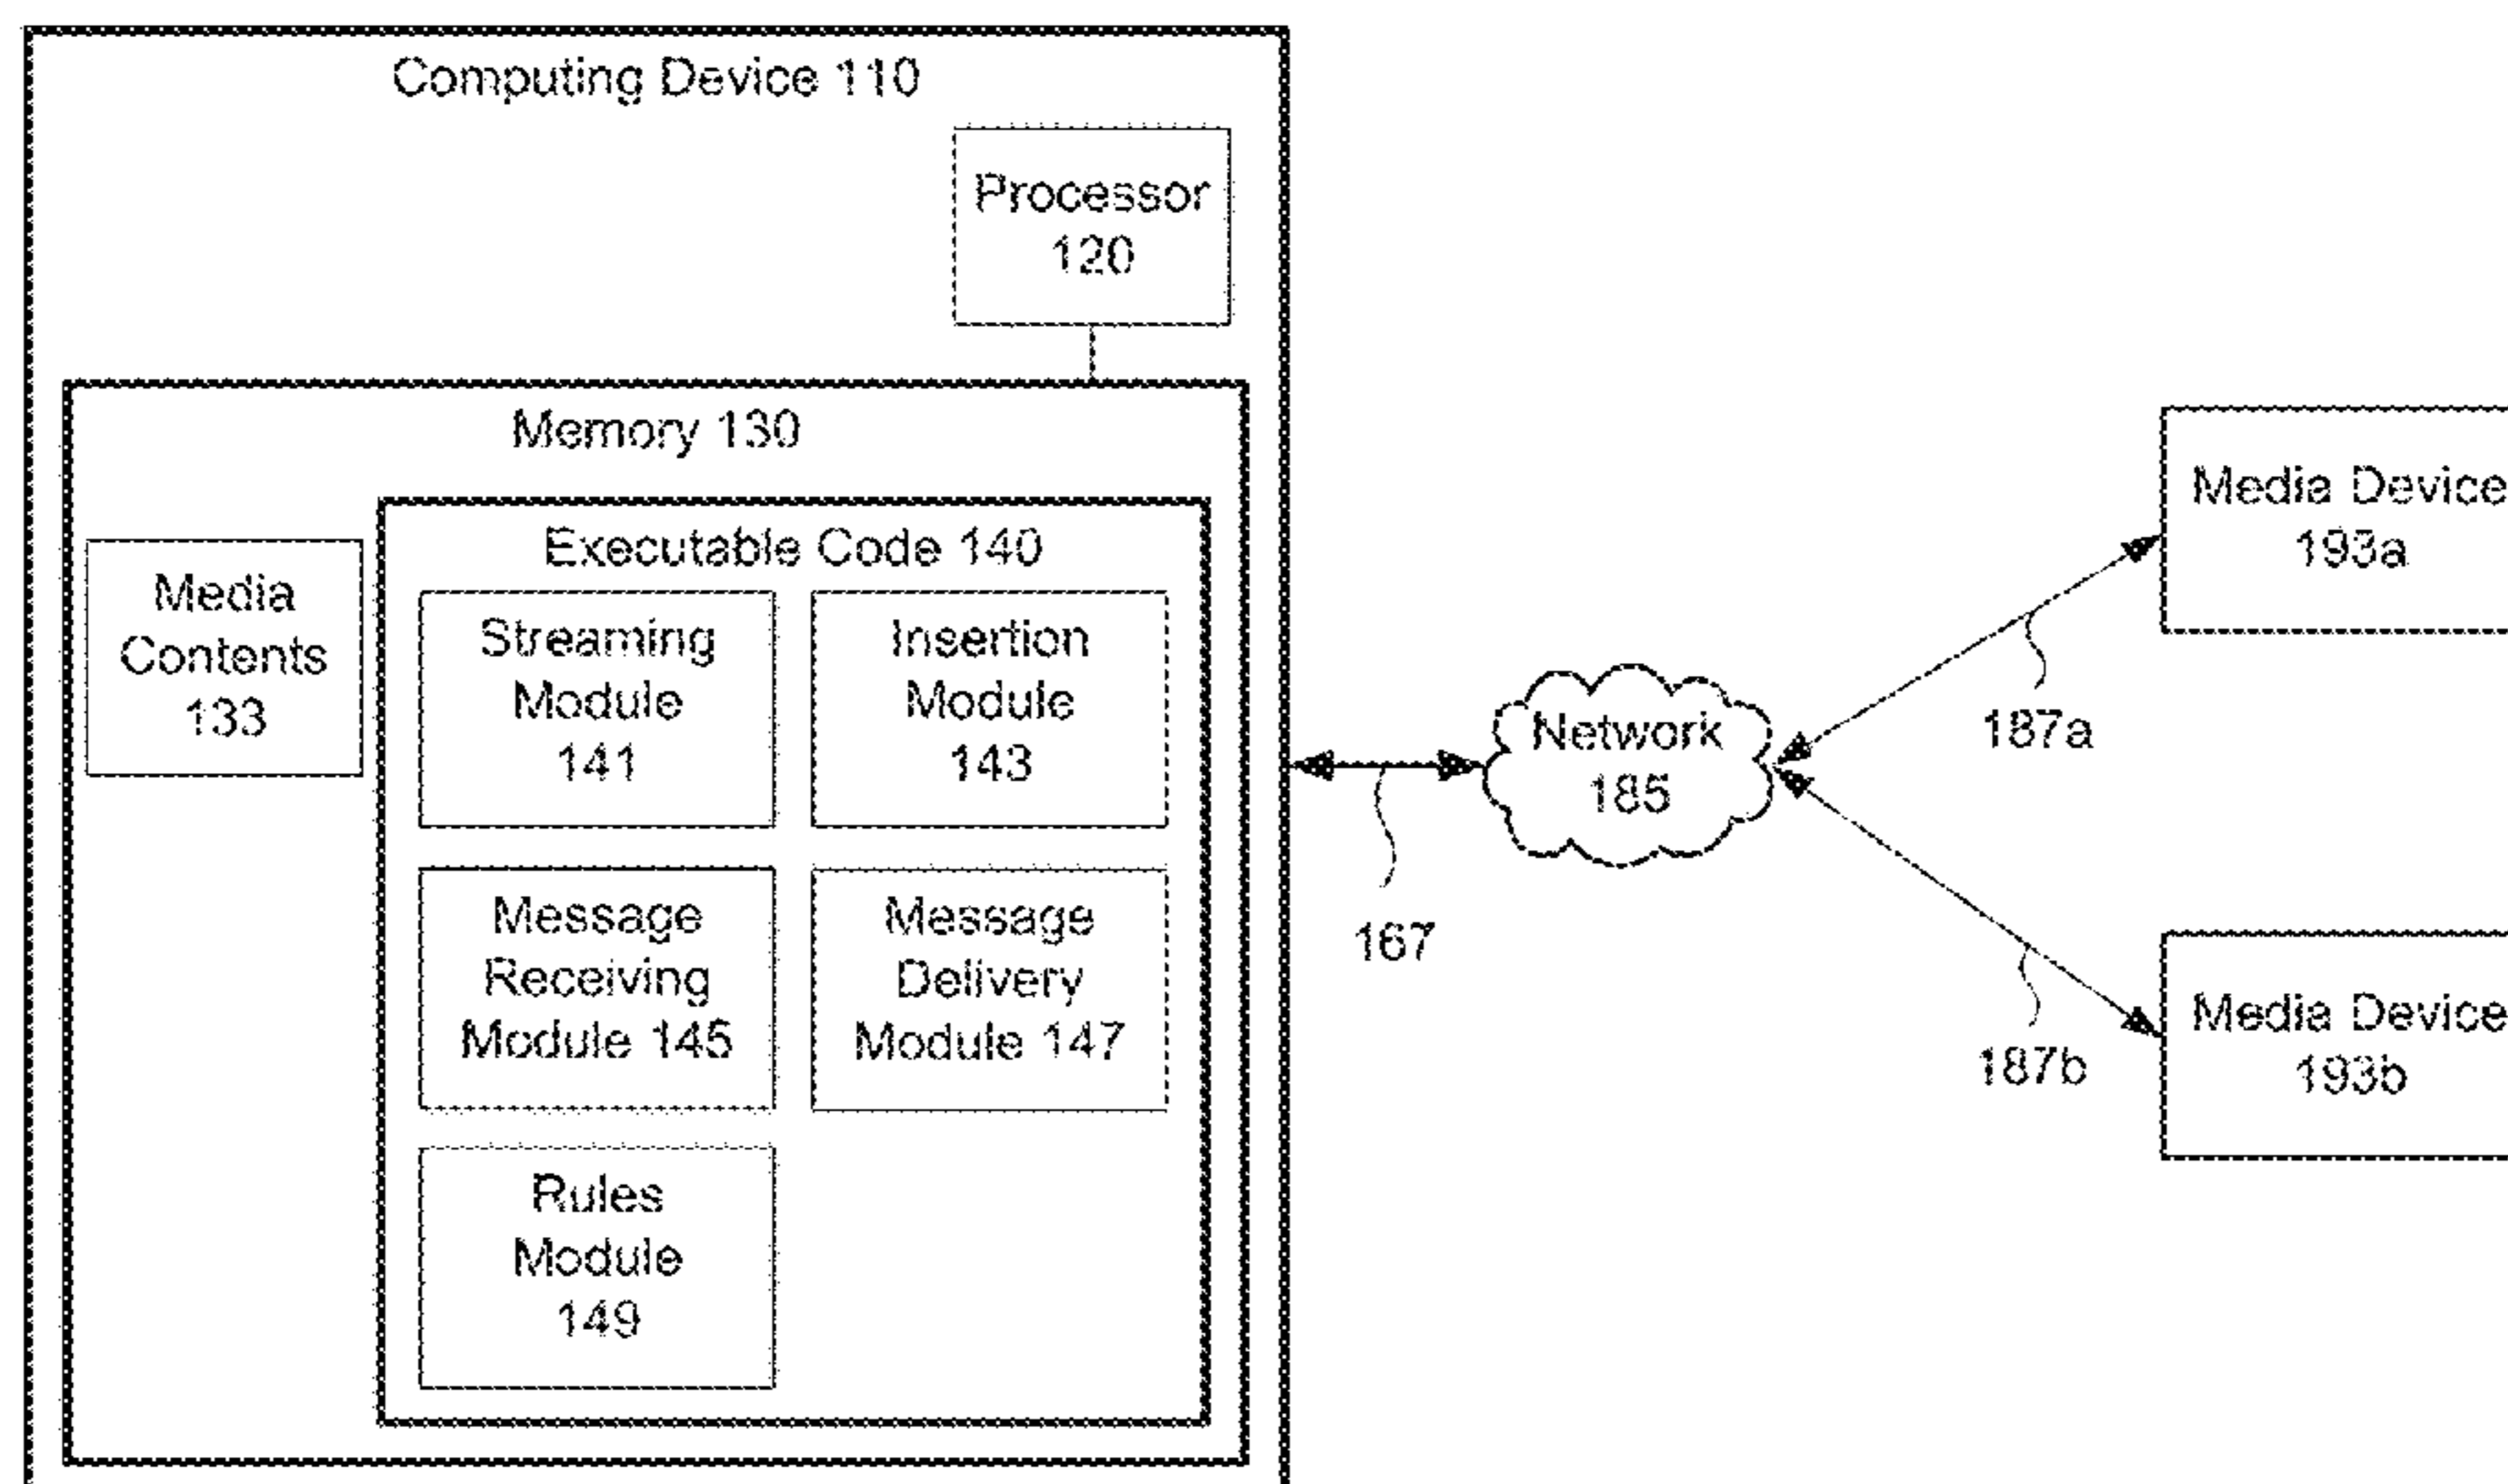 Computing Device 110
Processor
120
Memory 130
Executable Code 140
Media
Contents
133
Streaming
Module
141
Insertion
Module
143
Message
Receiving
Module 145
Message
Delivery
Module 147
Rules
Module
149
167
Network
185
187a
187b
Media Device
193a
Media Device
193b